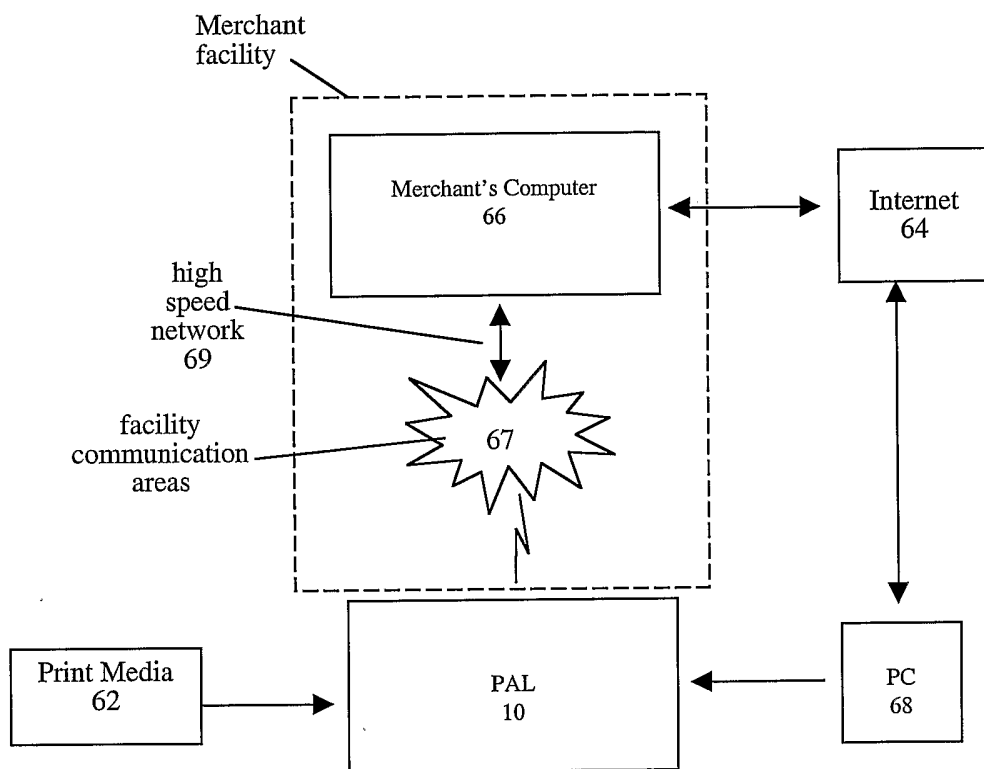 Merchant
facility
Merchant's Computer
66
Internet
64
high
speed
network
69
facility
communication
areas
67
Print Media
62
PAL
10
PC
68